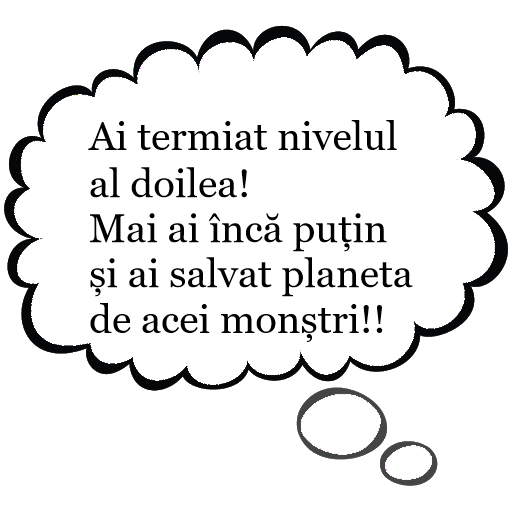 Ai termiat nivelul
al doilea!
Mai ai încă puțin
și ai salvat planeta
de acei monștri!!